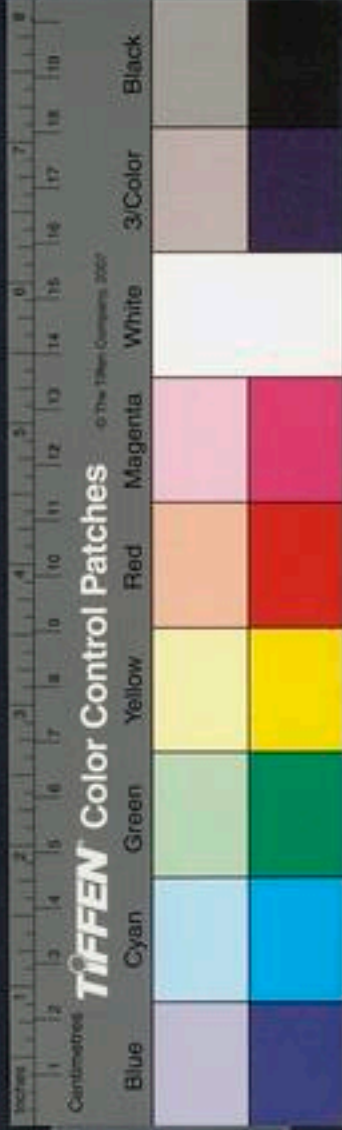 Inches 1 2 3 4 5 6 7 8
Centimetres 1 2 3 4 5 6 7 8 9 10 11 12 13 14 15 16 17 18 19
TIFFEN Color Control Patches © The Tiffen Company, 2007
Blue Cyan Green Yellow Red Magenta White 3/Color Black